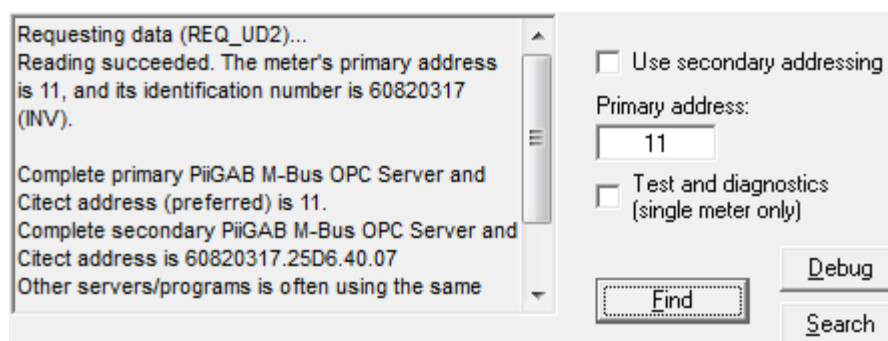 Requesting data (REQ_UD2)...
Reading succeeded. The meter's primary address
is 11, and its identification number is 60820317
(INV).
Complete primary PiiGAB M-Bus OPC Server and
Citect address (preferred) is 11.
Complete secondary PiiGAB M-Bus OPC Server and
Citect address is 60820317.25D6.40.07
Other servers/programs is often using the same
Use secondary addressing
Primary address:
11
Test and diagnostics
(single meter only)
Debug
Find
Search